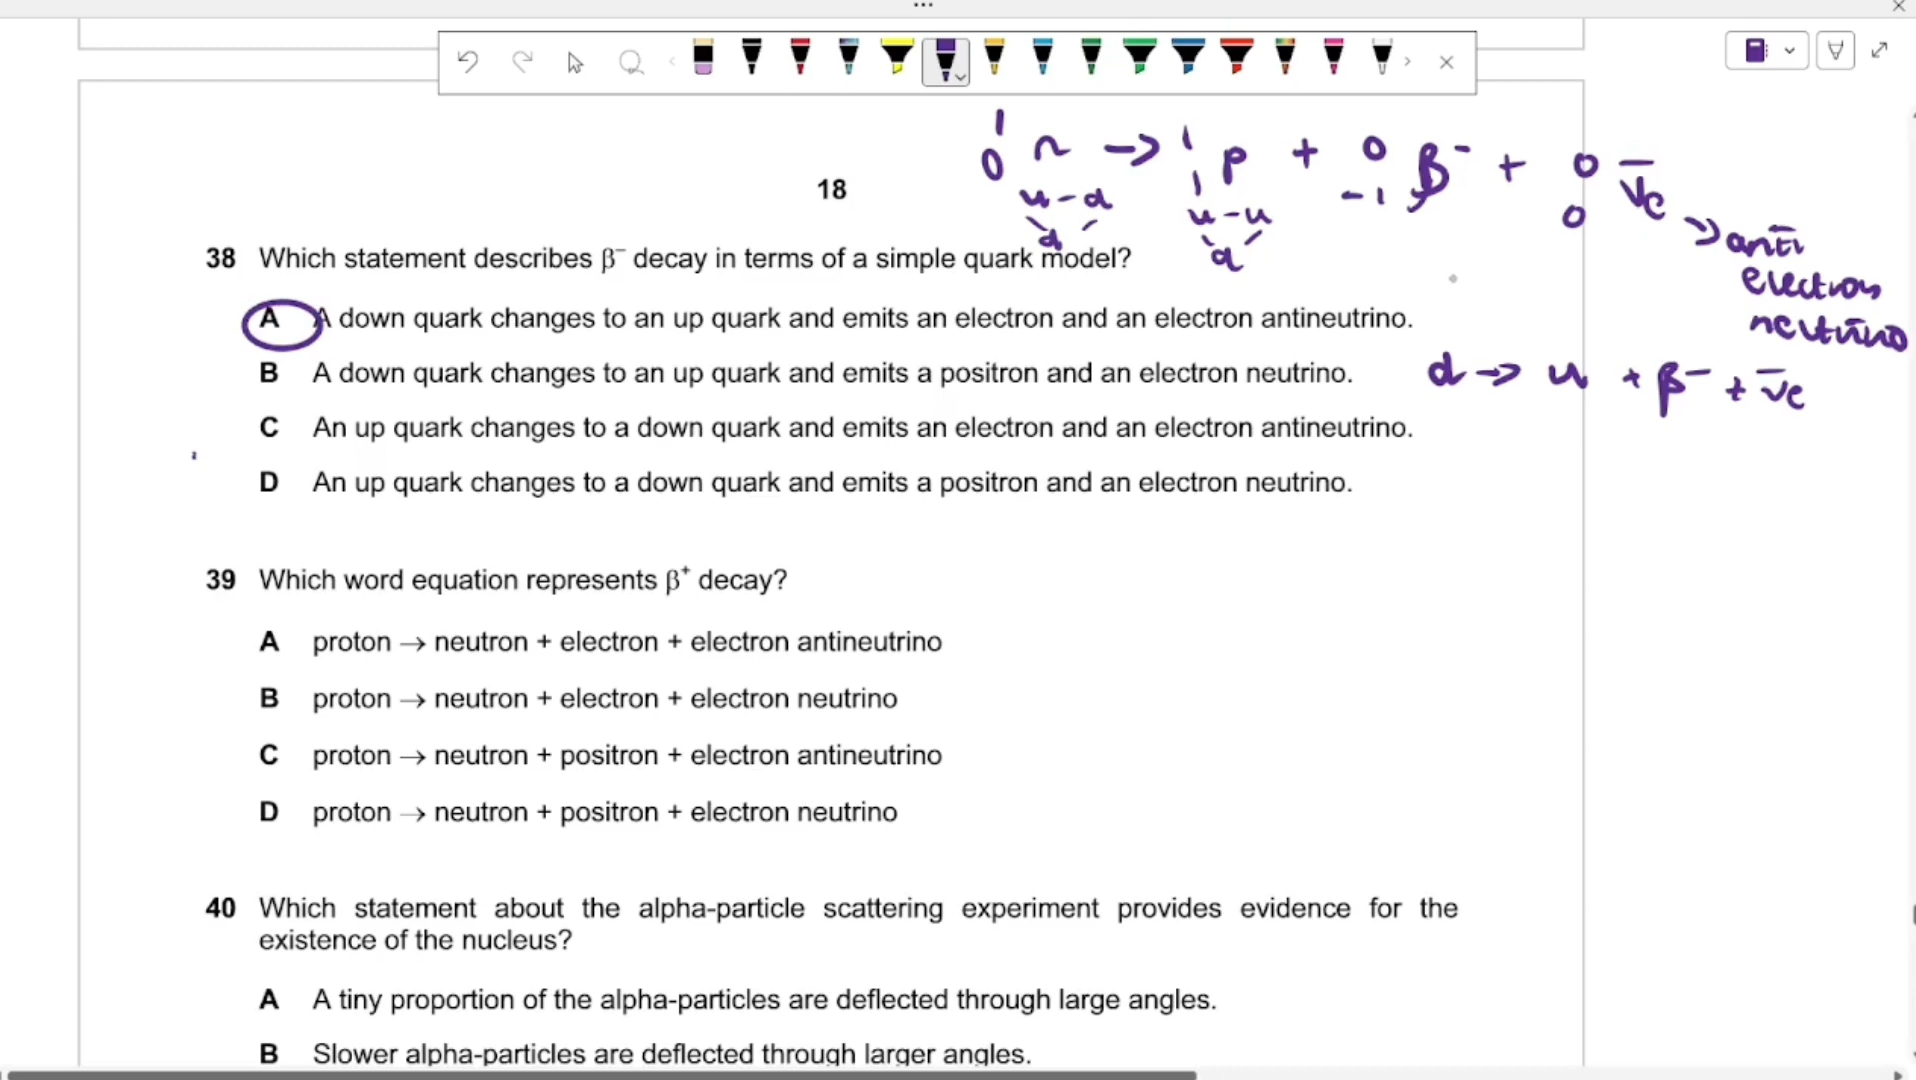 ¹₀n → ¹₁p + ⁰₋₁β⁻ + ⁰₀ν̄e
u-d
d
u-u
d
→ anti
electron
neutrino
18
38 Which statement describes β⁻ decay in terms of a simple quark model?
A A down quark changes to an up quark and emits an electron and an electron antineutrino.
B A down quark changes to an up quark and emits a positron and an electron neutrino.
d → u + β⁻ + ν̄e
C An up quark changes to a down quark and emits an electron and an electron antineutrino.
D An up quark changes to a down quark and emits a positron and an electron neutrino.
39 Which word equation represents β⁺ decay?
A proton → neutron + electron + electron antineutrino
B proton → neutron + electron + electron neutrino
C proton → neutron + positron + electron antineutrino
D proton → neutron + positron + electron neutrino
40 Which statement about the alpha-particle scattering experiment provides evidence for the
existence of the nucleus?
A A tiny proportion of the alpha-particles are deflected through large angles.
B Slower alpha-particles are deflected through larger angles.